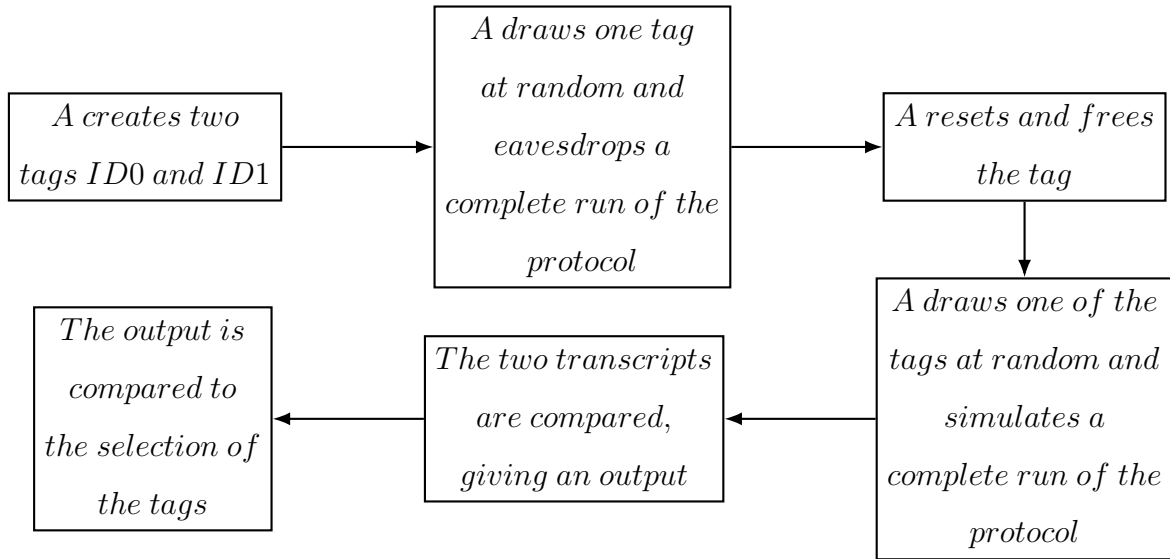 A creates two
tags ID0 and ID1
A draws one tag
at random and
eavesdrops a
complete run of the
protocol
A resets and frees
the tag
A draws one of the
tags at random and
simulates a
complete run of the
protocol
The two transcripts
are compared,
giving an output
The output is
compared to
the selection of
the tags